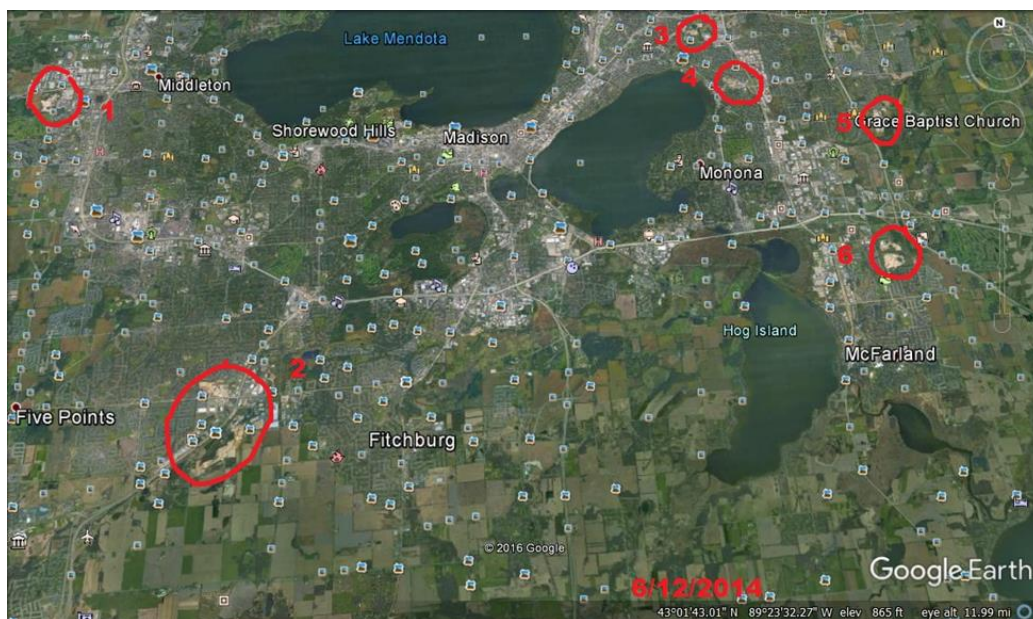 Lake Mendota
3
N
4
Middleton
1
5
Grace Baptist Church
Shorewood Hills
Madison
Monona
6
Hog Island
McFarland
2
Five Points
Fitchburg
© 2016 Google
Google Earth
6/12/2014
43°01'43.01" N 89°23'32.27" W elev 865 ft eye alt 11.99 mi